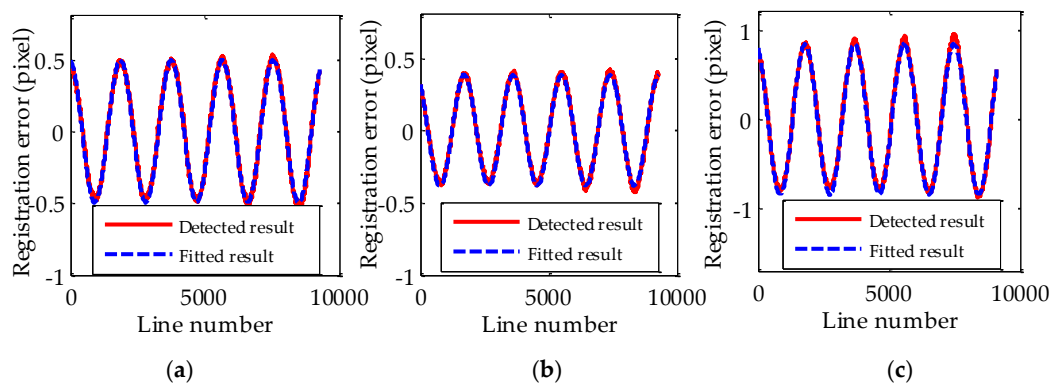 Registration error (pixel)
0.5
0
-0.5
-1
0
5000
10000
Line number
Detected result
Fitted result
(a)
Registration error (pixel)
0.5
0
-0.5
-1
0
5000
10000
Line number
Detected result
Fitted result
(b)
Registration error (pixel)
1
0
-1
0
5000
10000
Line number
Detected result
Fitted result
(c)